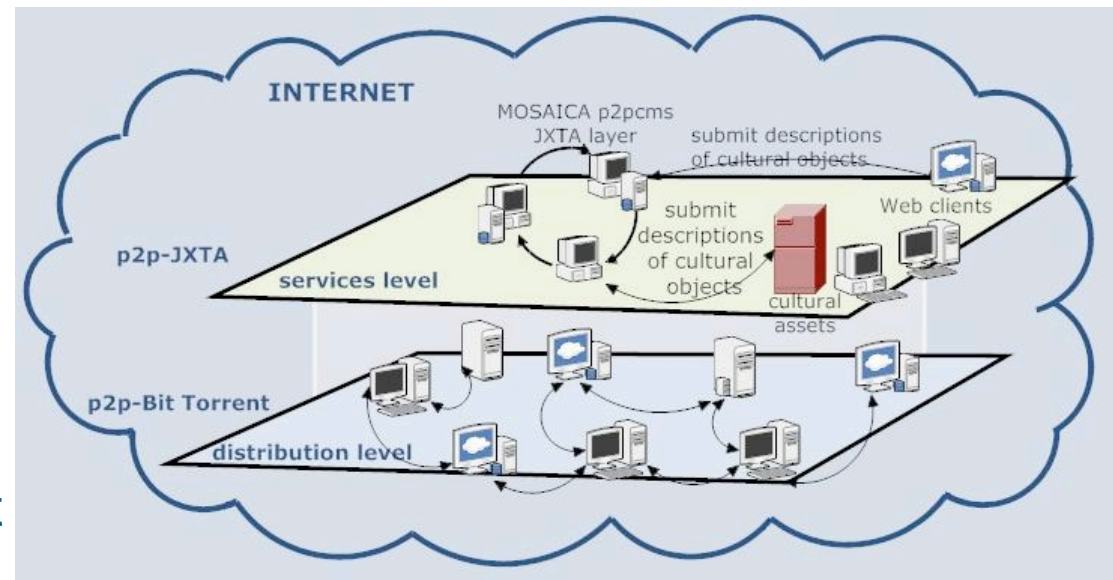 INTERNET
MOSAICA p2pcms
JXTA layer
submit descriptions
of cultural objects
Web clients
submit
descriptions
of cultural
objects
p2p-JXTA
services level
cultural
assets
p2p-Bit Torrent
distribution level